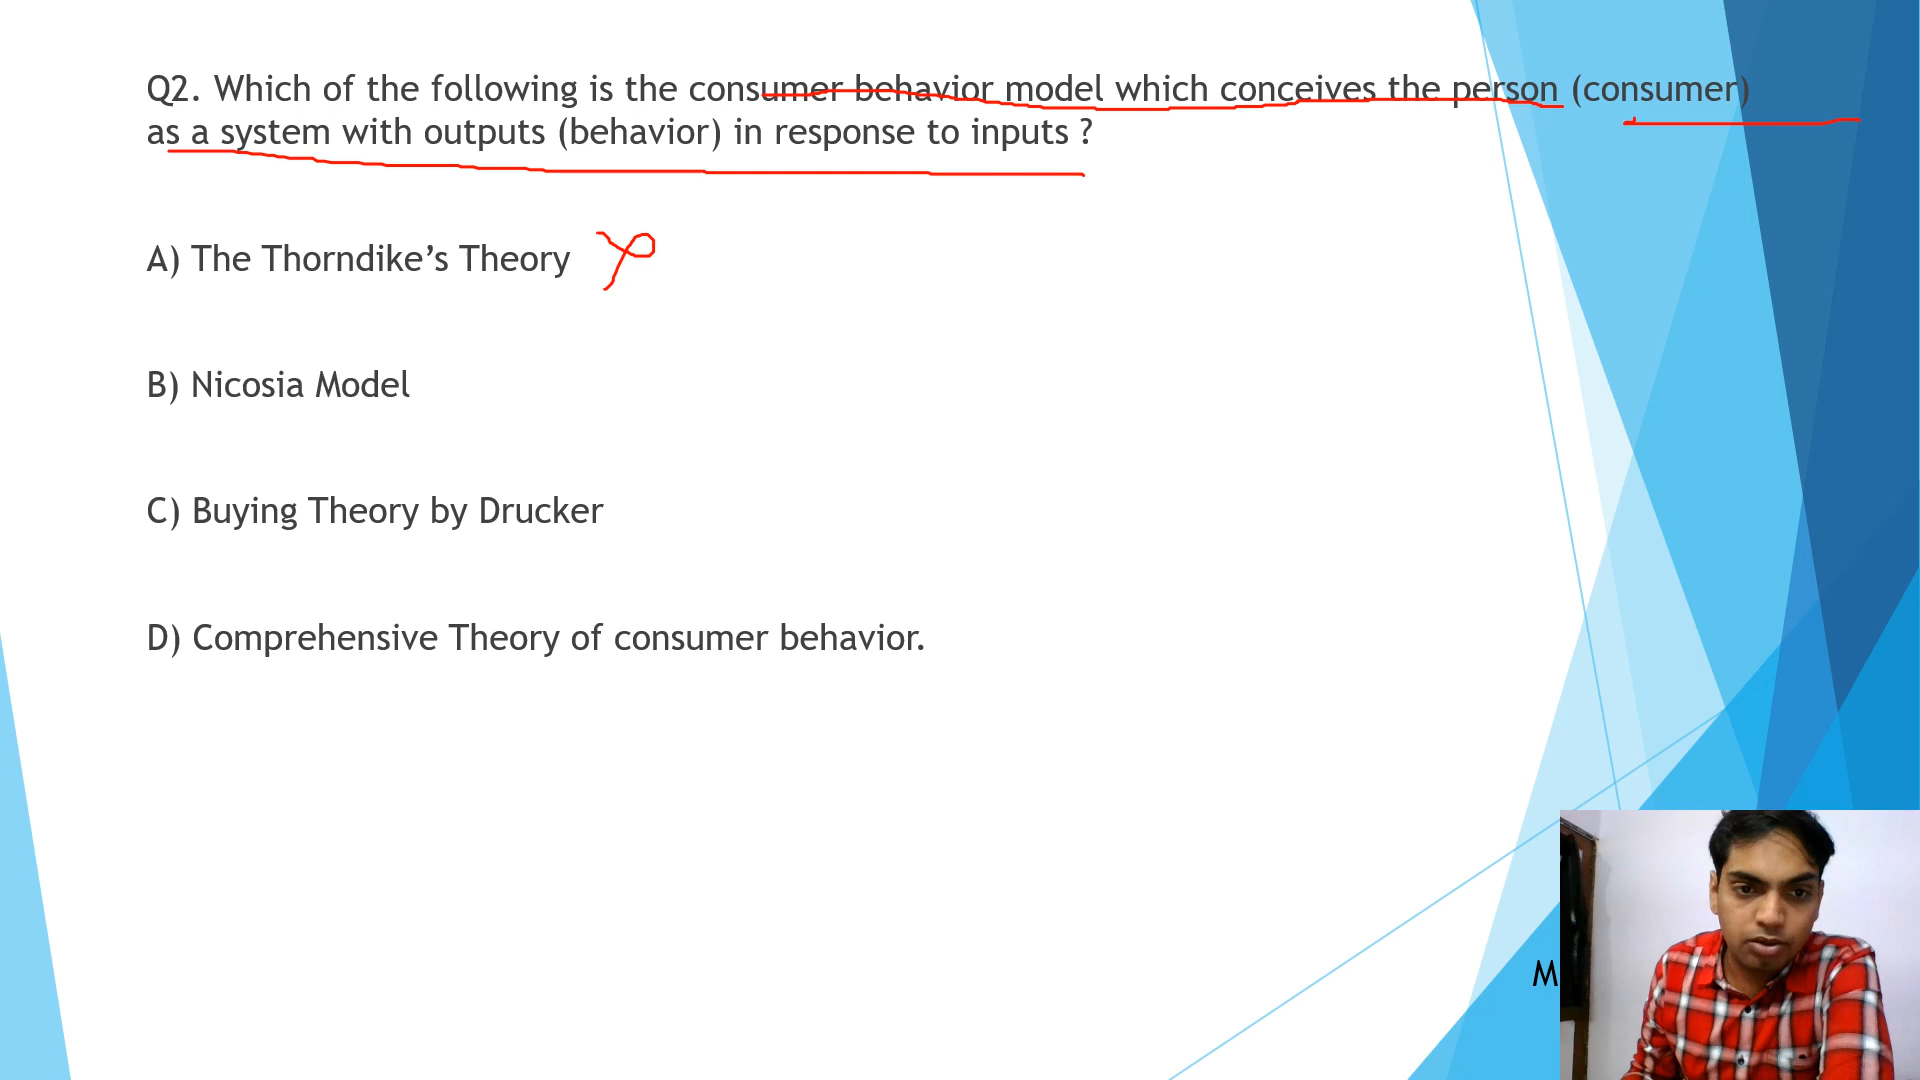 Q2. Which of the following is the consumer behavior model which conceives the person (consumer)
as a system with outputs (behavior) in response to inputs ?
A) The Thorndike’s Theory
B) Nicosia Model
C) Buying Theory by Drucker
D) Comprehensive Theory of consumer behavior.
M